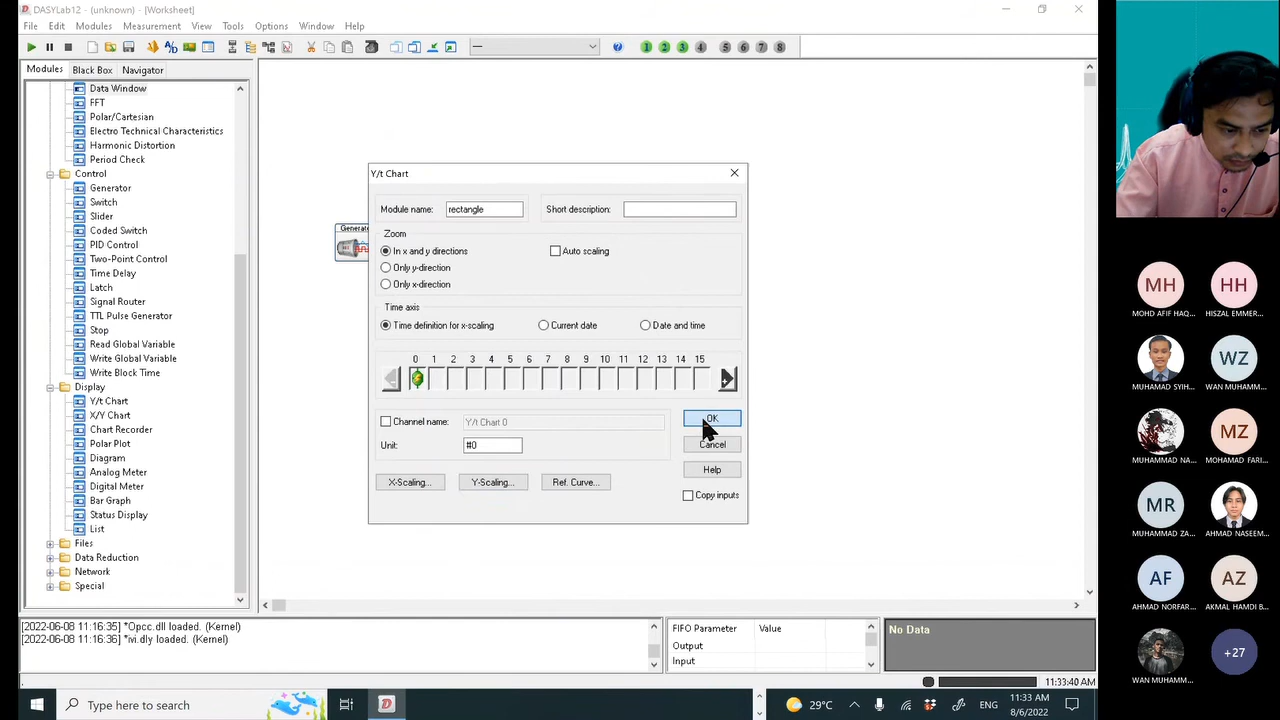 DASYLab12 - (unknown) - [Worksheet]
File Edit Modules Measurement View Tools Options Window Help
1 2 3 4 5 6 7 8
Modules Black Box Navigator
Data Window
FFT
Polar/Cartesian
Electro Technical Characteristics
Harmonic Distortion
Period Check
Control
Generator
Switch
Slider
Coded Switch
PID Control
Two-Point Control
Time Delay
Latch
Signal Router
TTL Pulse Generator
Stop
Read Global Variable
Write Global Variable
Write Block Time
Display
Y/t Chart
X/Y Chart
Chart Recorder
Polar Plot
Diagram
Analog Meter
Digital Meter
Bar Graph
Status Display
List
Files
Data Reduction
Network
Special
Generat
Y/t Chart
Module name: rectangle Short description:
Zoom
In x and y directions Auto scaling
Only y-direction
Only x-direction
Time axis
Time definition for x-scaling Current date Date and time
0 1 2 3 4 5 6 7 8 9 10 11 12 13 14 15
Channel name: Y/t Chart 0 OK
Unit: #0 Cancel
Help
X-Scaling... Y-Scaling... Ref. Curve...
Copy inputs
[2022-06-08 11:16:35] *Opcc.dll loaded. (Kernel)
[2022-06-08 11:16:36] *ivi.dly loaded. (Kernel)
FIFO Parameter Value
Output
Input
No Data
11:33:40 AM
Type here to search
29°C
ENG
11:33 AM
8/6/2022
MH HH
MOHD AFIF HAQ... HISZAL EMMER...
WZ
MUHAMAD SYIH... WAN MUHAMM...
MZ
MUHAMMAD NA... MOHAMAD FARI...
MR
MUHAMMAD ZA... AHMAD NASEEM...
AF AZ
AHMAD NORFAR... AKMAL HAMDI B...
+27
WAN MUHAMM...